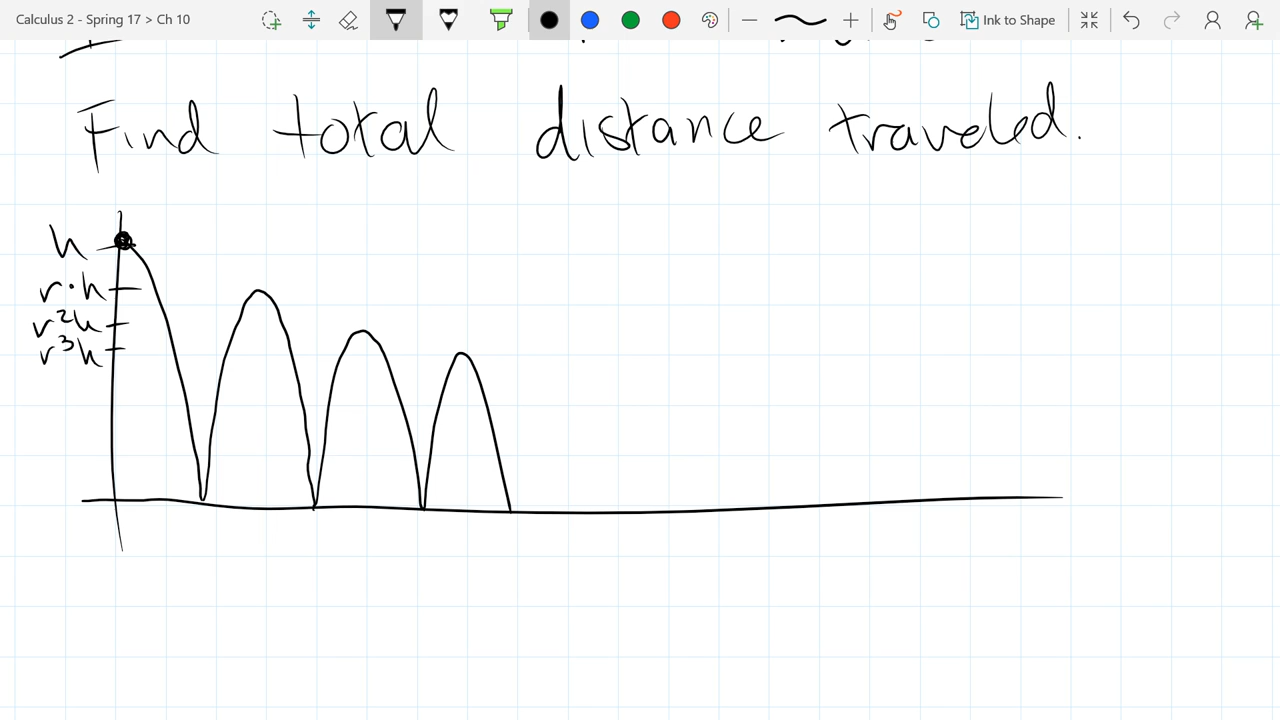 Calculus 2 - Spring 17 > Ch 10
Ink to Shape
Find total distance traveled.
h
r·h
r²h
r³h